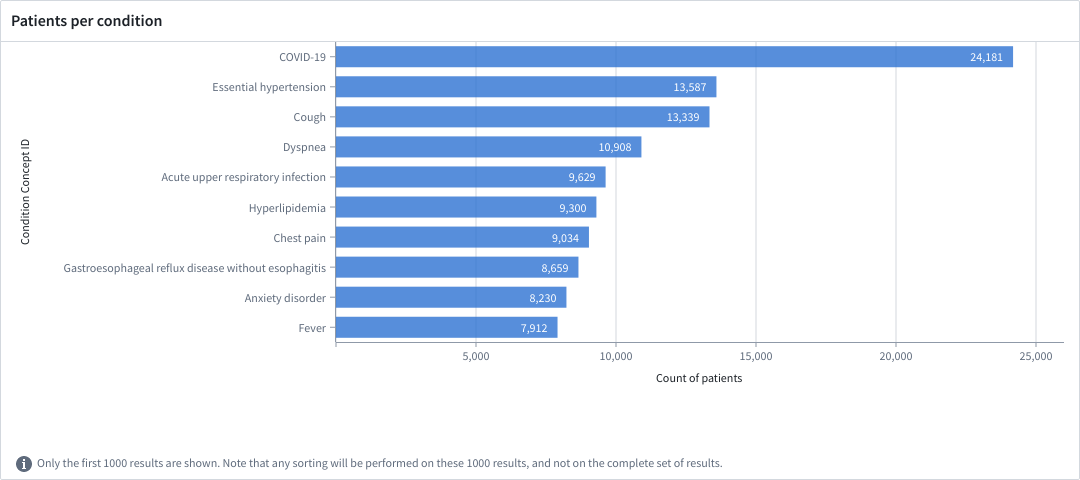 Patients per condition
COVID-19
24,181
Essential hypertension
13,587
Cough
13,339
Dyspnea
10,908
Acute upper respiratory infection
9,629
Hyperlipidemia
9,300
Chest pain
9,034
Gastroesophageal reflux disease without esophagitis
8,659
Anxiety disorder
8,230
Fever
7,912
Condition Concept ID
5,000
10,000
15,000
20,000
25,000
Count of patients
Only the first 1000 results are shown. Note that any sorting will be performed on these 1000 results, and not on the complete set of results.